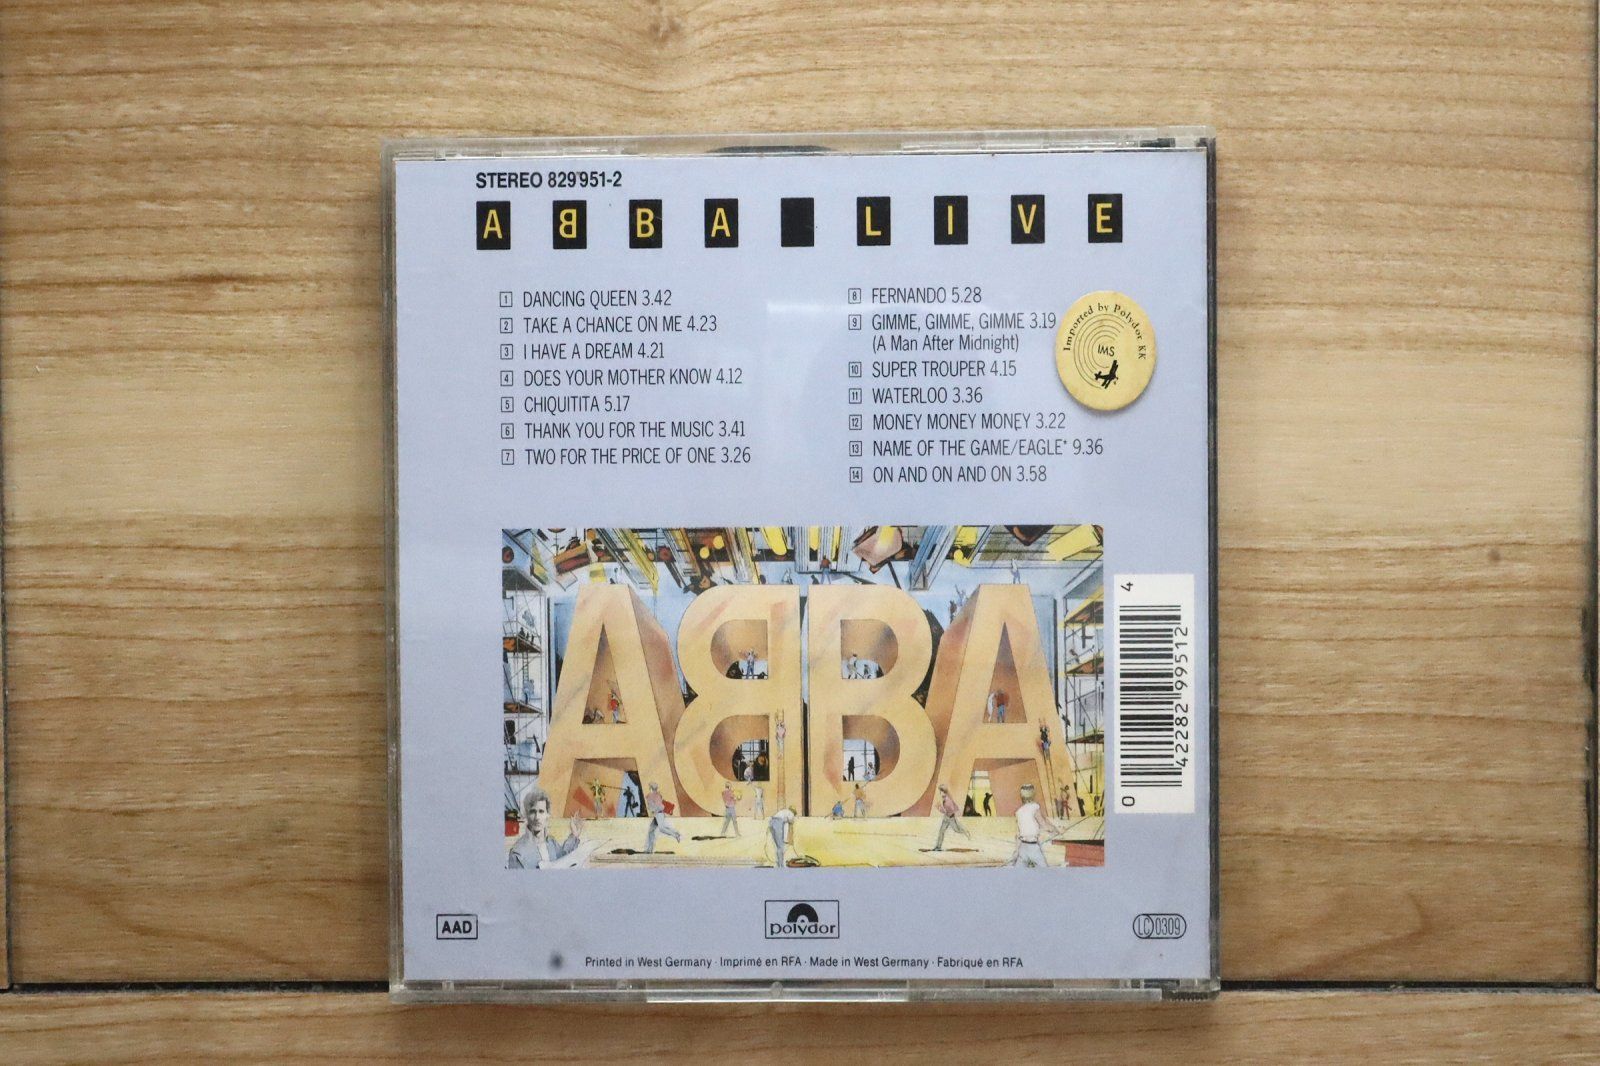 STEREO 829 951-2
ABBA LIVE
1 DANCING QUEEN 3.42
2 TAKE A CHANCE ON ME 4.23
3 I HAVE A DREAM 4.21
4 DOES YOUR MOTHER KNOW 4.12
5 CHIQUITITA 5.17
6 THANK YOU FOR THE MUSIC 3.41
7 TWO FOR THE PRICE OF ONE 3.26
8 FERNANDO 5.28
9 GIMME, GIMME, GIMME 3.19
(A Man After Midnight)
10 SUPER TROUPER 4.15
11 WATERLOO 3.36
12 MONEY MONEY MONEY 3.22
13 NAME OF THE GAME/EAGLE* 9.36
14 ON AND ON AND ON 3.58
Imported by Polydor KK
IMS
ABBA
0 42282 99512 4
AAD
polydor
LC 0309
Printed in West Germany · Imprimé en RFA · Made in West Germany · Fabriqué en RFA